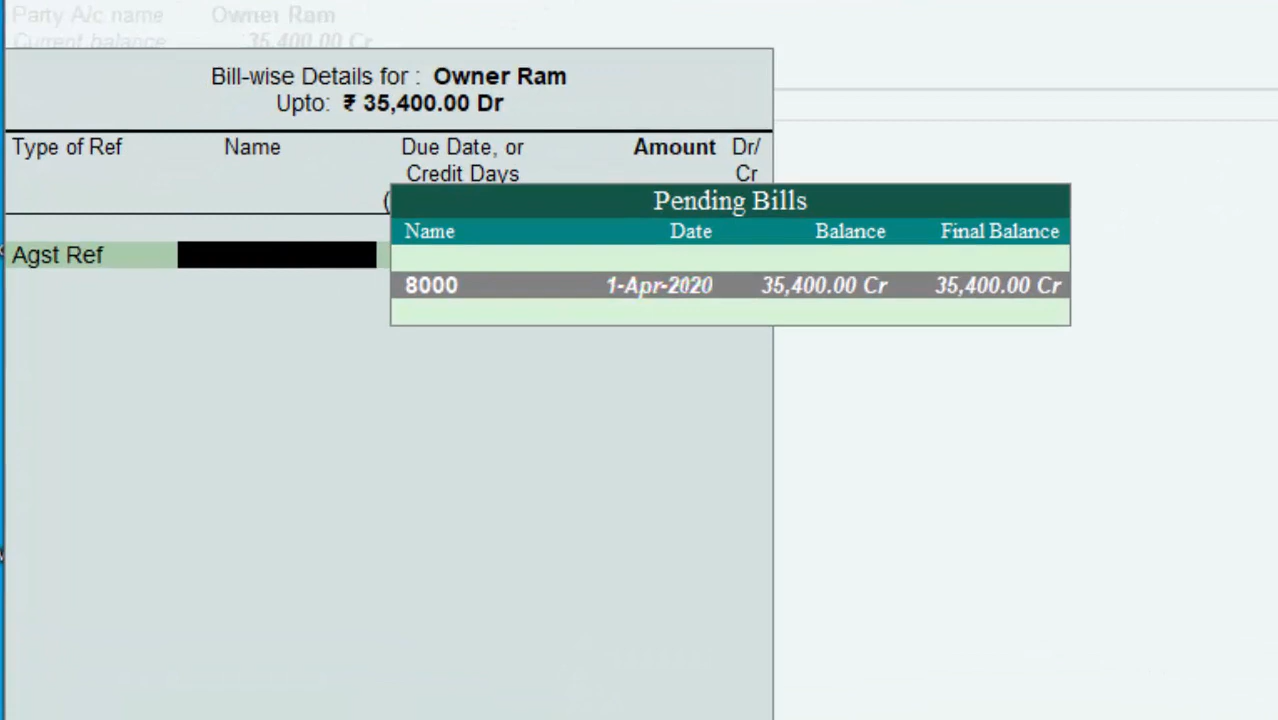 Party A/c name Owner Ram
Current balance 35,400.00 Cr
Bill-wise Details for : Owner Ram
Upto: ₹ 35,400.00 Dr
Type of Ref Name Due Date, or Amount Dr/
Credit Days Cr
(
Pending Bills
Name Date Balance Final Balance
Agst Ref
8000 1-Apr-2020 35,400.00 Cr 35,400.00 Cr